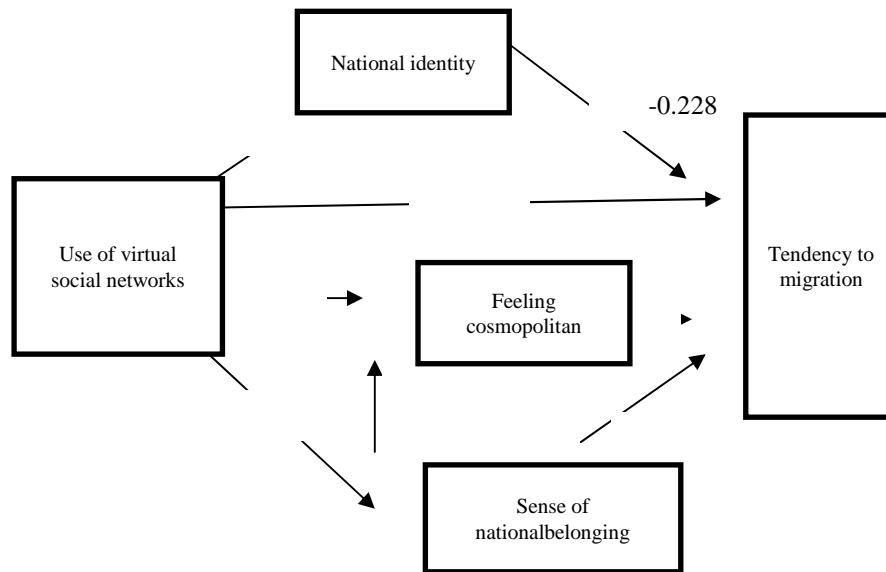 National identity
-0.228
Use of virtual
social networks
Tendency to
migration
Feeling
cosmopolitan
Sense of
nationalbelonging